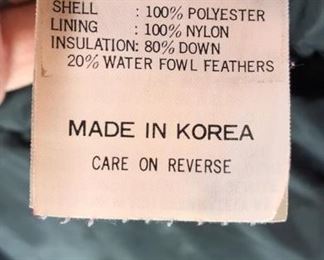 SHELL : 100% POLYESTER
LINING : 100% NYLON
INSULATION: 80% DOWN
20% WATER FOWL FEATHERS
MADE IN KOREA
CARE ON REVERSE